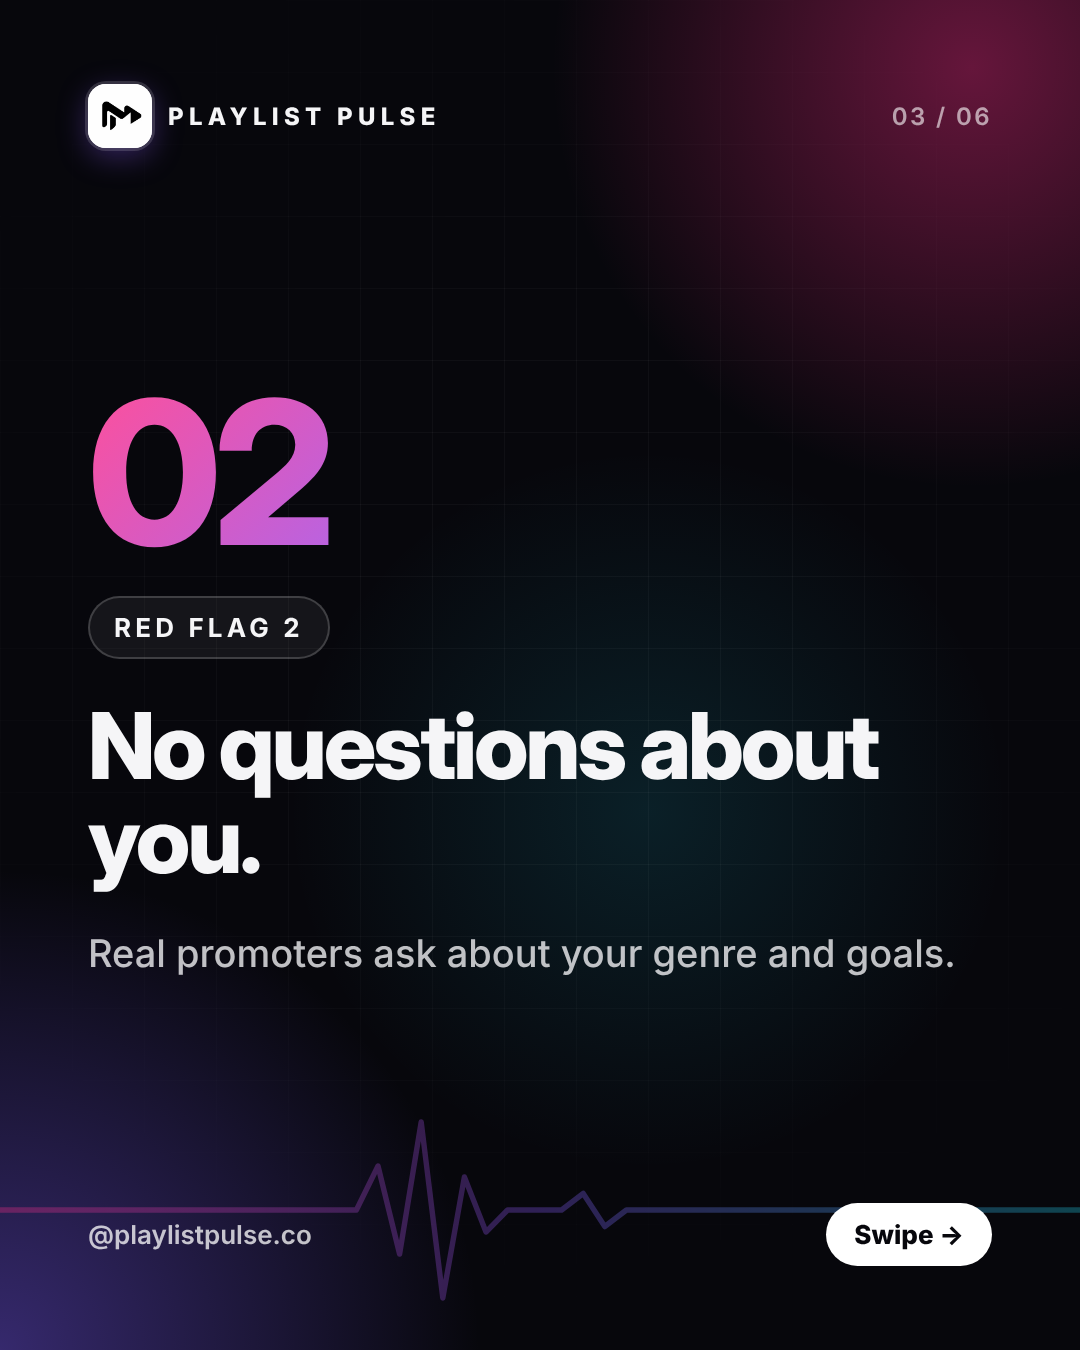 PLAYLIST PULSE
03 / 06
02
RED FLAG 2
No questions about
you.
Real promoters ask about your genre and goals.
@playlistpulse.co
Swipe →